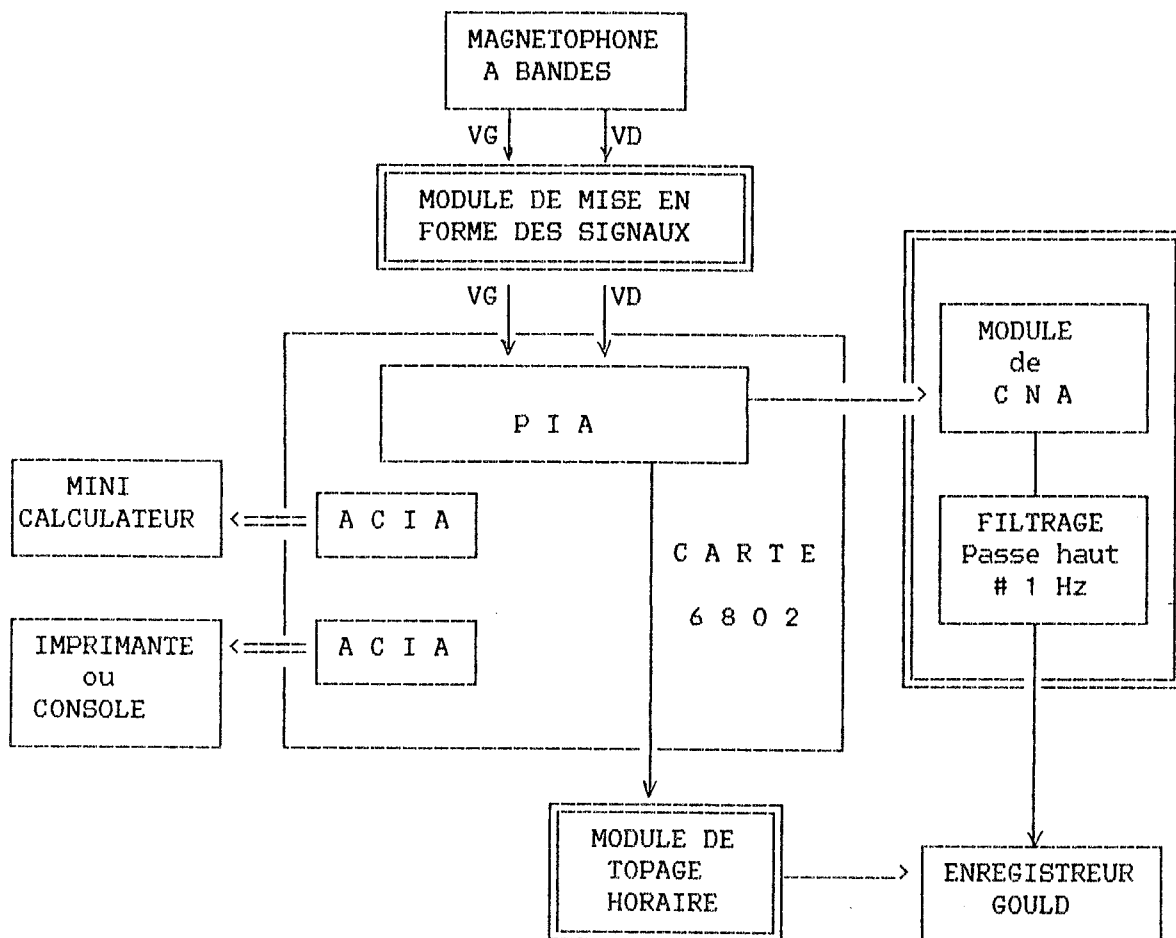 MAGNETOPHONE
A BANDES
VG VD
MODULE DE MISE EN
FORME DES SIGNAUX
VG VD
MODULE
de
C N A
P I A
MINI
CALCULATEUR
A C I A
FILTRAGE
Passe haut
# 1 Hz
C A R T E
6 8 0 2
IMPRIMANTE
ou
CONSOLE
A C I A
MODULE DE
TOPAGE
HORAIRE
ENREGISTREUR
GOULD